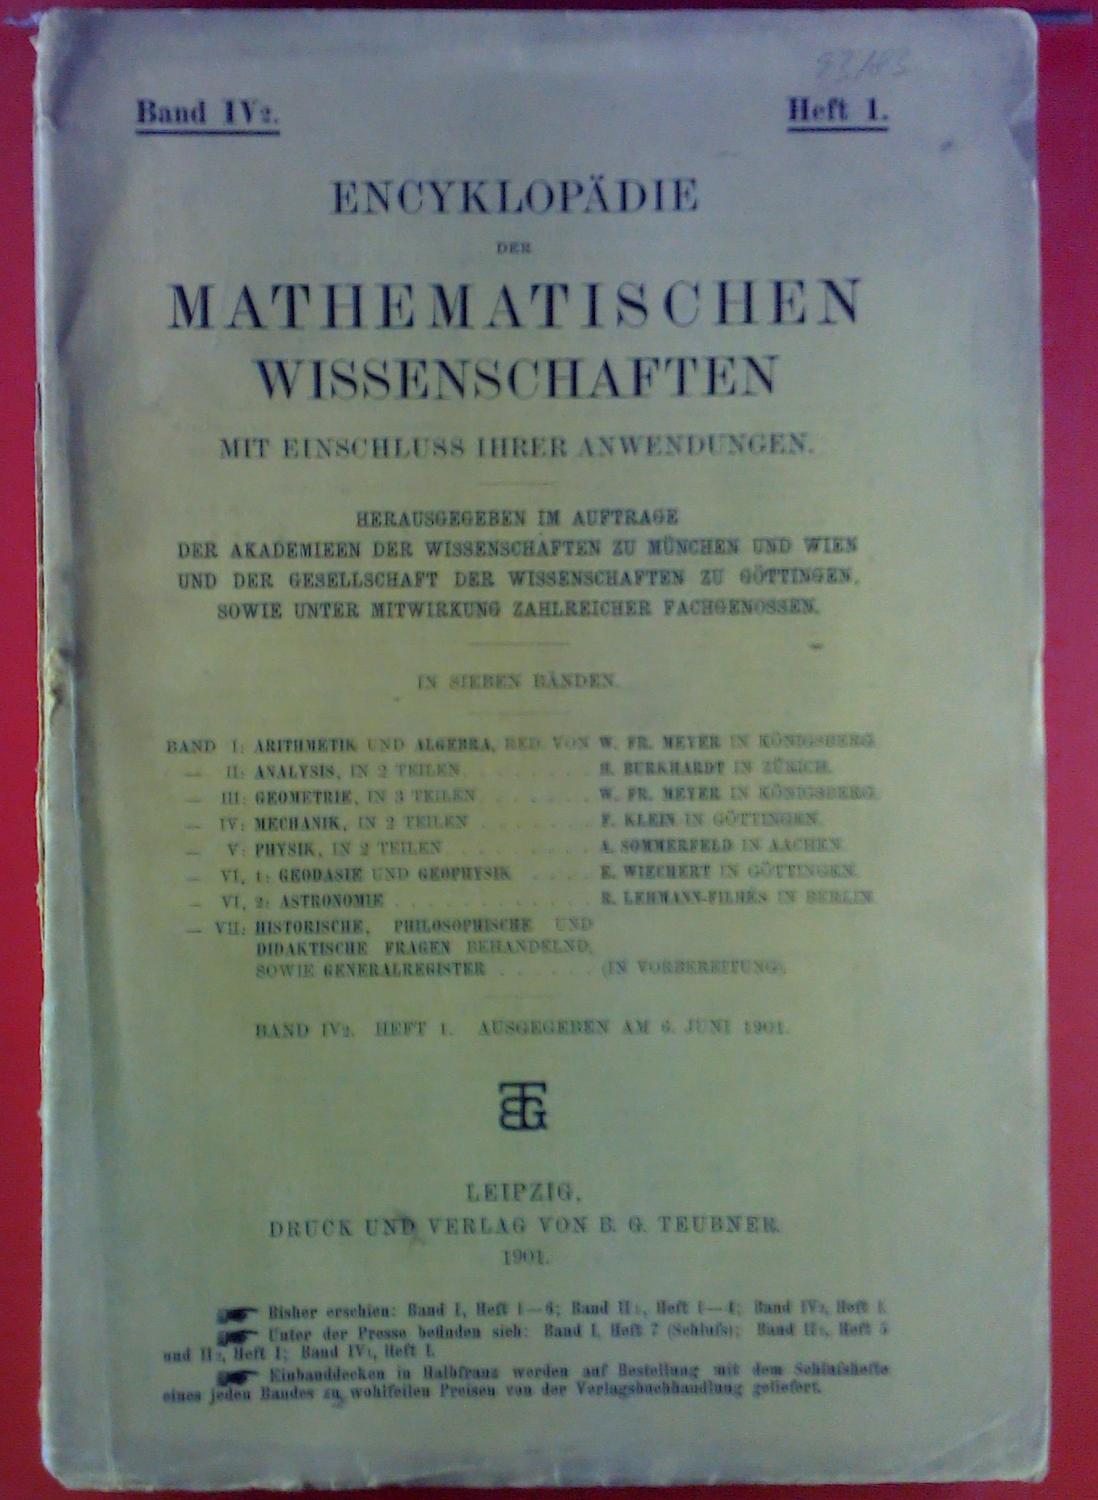 Band IV2.
Heft 1.
ENCYKLOPÄDIE
DER
MATHEMATISCHEN
WISSENSCHAFTEN
MIT EINSCHLUSS IHRER ANWENDUNGEN.
HERAUSGEGEBEN IM AUFTRAGE
DER AKADEMIEEN DER WISSENSCHAFTEN ZU MÜNCHEN UND WIEN
UND DER GESELLSCHAFT DER WISSENSCHAFTEN ZU GÖTTINGEN,
SOWIE UNTER MITWIRKUNG ZAHLREICHER FACHGENOSSEN.
IN SIEBEN BÄNDEN.
BAND I: ARITHMETIK UND ALGEBRA, RED. VON W. FR. MEYER IN KÖNIGSBERG.
— II: ANALYSIS, IN 2 TEILEN . . . . . . H. BURKHARDT IN ZÜRICH.
— III: GEOMETRIE, IN 3 TEILEN . . . . . W. FR. MEYER IN KÖNIGSBERG.
— IV: MECHANIK, IN 2 TEILEN . . . . . F. KLEIN IN GÖTTINGEN.
— V: PHYSIK, IN 2 TEILEN . . . . . . A. SOMMERFELD IN AACHEN.
— VI, 1: GEODÄSIE UND GEOPHYSIK . . . . E. WIECHERT IN GÖTTINGEN.
— VI, 2: ASTRONOMIE . . . . . . . . . R. LEHMANN-FILHÉS IN BERLIN.
— VII: HISTORISCHE, PHILOSOPHISCHE UND
DIDAKTISCHE FRAGEN BEHANDELND,
SOWIE GENERALREGISTER . . . . . . (IN VORBEREITUNG).
BAND IV2. HEFT 1. AUSGEGEBEN AM 6. JUNI 1901.
BTG
LEIPZIG,
DRUCK UND VERLAG VON B. G. TEUBNER.
1901.
Bisher erschien: Band I, Heft 1—6; Band II1, Heft 1—4; Band IV2, Heft 1.
Unter der Presse befinden sich: Band I, Heft 7 (Schluſs); Band II1, Heft 5
und II2, Heft 1; Band IV1, Heft 1.
Einbanddecken in Halbfranz werden auf Bestellung mit dem Schluſshefte
eines jeden Bandes zu wohlfeilen Preisen von der Verlagsbuchhandlung geliefert.